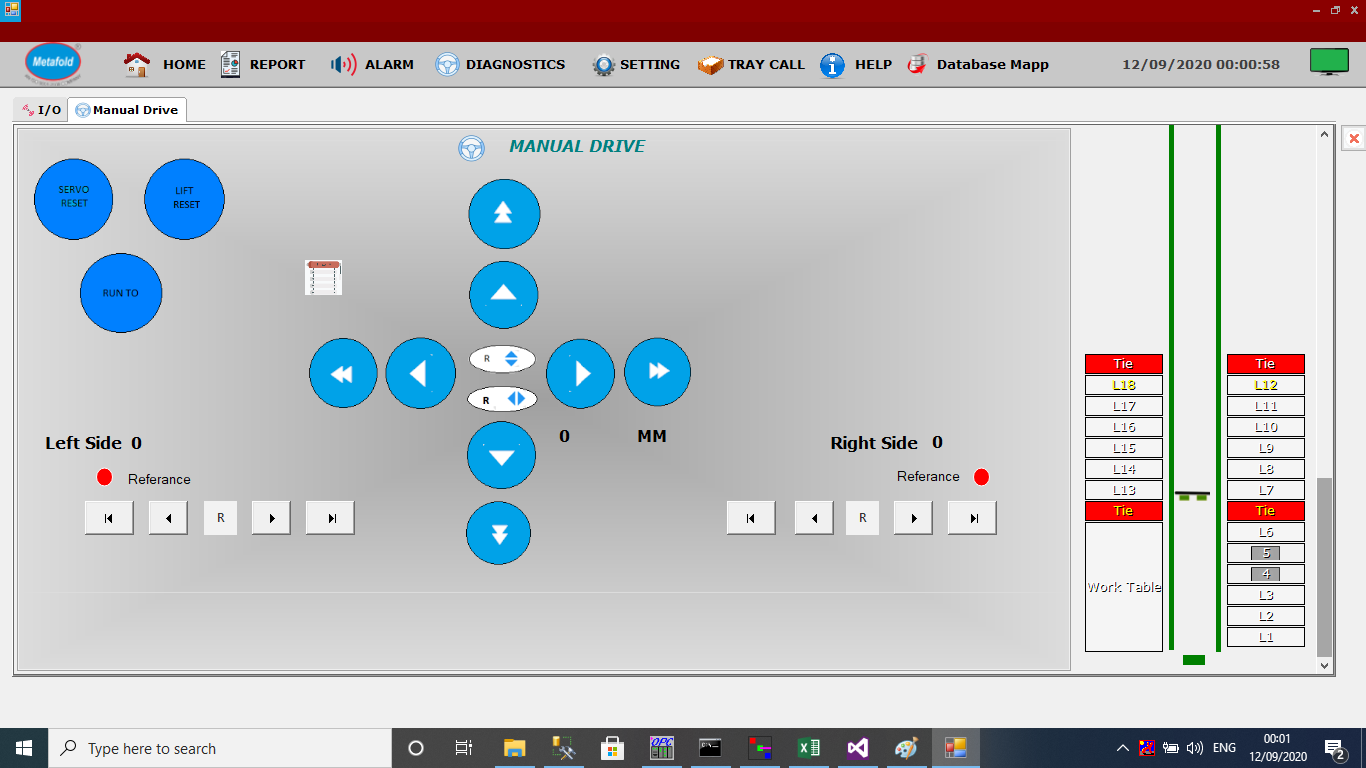 Metafold
HOME REPORT ALARM DIAGNOSTICS SETTING TRAY CALL HELP Database Mapp 12/09/2020 00:00:58
I/O Manual Drive
MANUAL DRIVE
SERVO
RESET
LIFT
RESET
RUN TO
R
R
0 MM
Left Side 0
Referance
R
Right Side 0
Referance
R
Tie
L18
L17
L16
L15
L14
L13
Tie
Work Table
Tie
L12
L11
L10
L9
L8
L7
Tie
L6
5
4
L3
L2
L1
Type here to search
OPC
ENG
00:01
12/09/2020
2